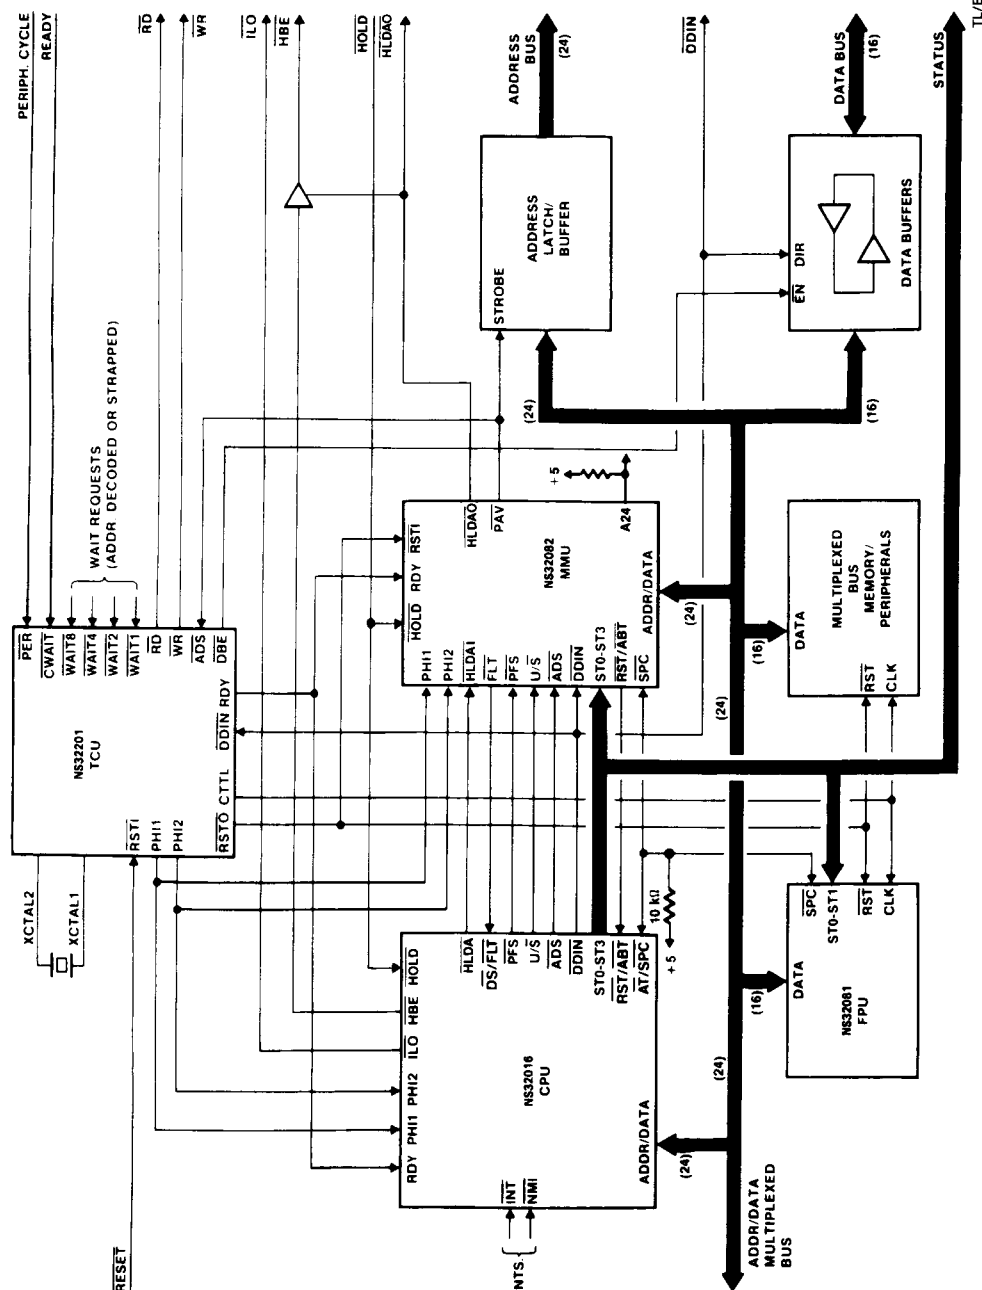 PERIPH. CYCLE
READY
RD
WR
ILO
HBE
HOLD
HLDAO
ADDRESS
BUS
(24)
DDIN
DATA BUS
(16)
STATUS
WAIT REQUESTS
(ADDR DECODED OR STRAPPED)
PER
CWAIT
WAIT8
WAIT4
WAIT2
WAIT1
RD
WR
ADS
DBE
NS32201
TCU
XCTAL2
XCTAL1
RSTI
PHI1
PHI2
RSTO
CTTL
DDIN
RDY
RESET
STROBE
ADDRESS
LATCH/
BUFFER
EN
DIR
DATA BUFFERS
(24)
(16)
+5
HOLD
RDY
RSTI
HLDAO
PAV
A24
NS32082
MMU
PHI1
PHI2
HLDAI
FLT
PFS
U/S
ADS
DDIN
ST0-ST3
RST/ABT
SPC
ADDR/DATA
(24)
(24)
DATA
(16)
MULTIPLEXED
BUS
MEMORY/
PERIPHERALS
RST
CLK
RDY
PHI1
PHI2
ILO
HBE
HOLD
NS32016
CPU
INT
NMI
NTS.
HLDA
DS/FLT
PFS
U/S
ADS
DDIN
ST0-ST3
RST/ABT
AT/SPC
ADDR/DATA
(24)
10 kΩ
+5
(24)
ADDR/DATA
MULTIPLEXED
BUS
(16)
DATA
NS32081
FPU
SPC
ST0-ST1
RST
CLK